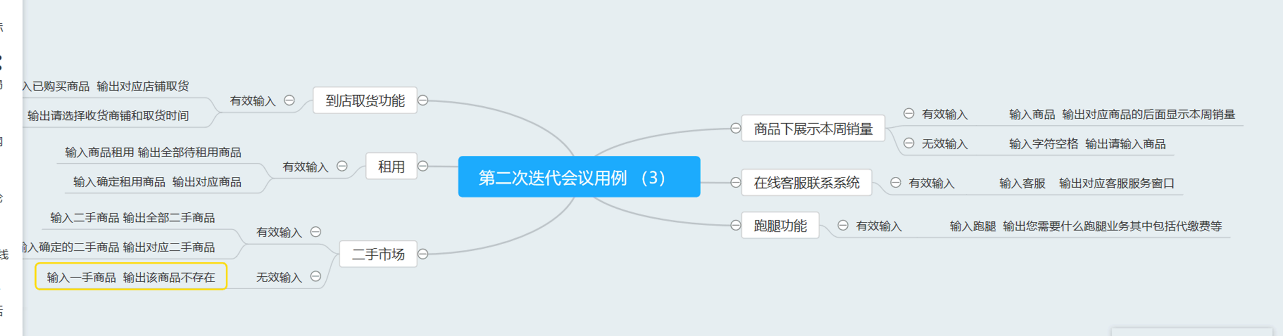 第二次迭代会议用例 （3）
到店取货功能
有效输入
入已购买商品 输出对应店铺取货
输出请选择收货商铺和取货时间
租用
有效输入
输入商品租用 输出全部待租用商品
输入确定租用商品 输出对应商品
二手市场
有效输入
输入二手商品 输出全部二手商品
输入确定的二手商品 输出对应二手商品
无效输入
输入一手商品 输出该商品不存在
商品下展示本周销量
有效输入 输入商品 输出对应商品的后面显示本周销量
无效输入 输入字符空格 输出请输入商品
在线客服联系系统
有效输入 输入客服 输出对应客服服务窗口
跑腿功能
有效输入 输入跑腿 输出您需要什么跑腿业务其中包括代缴费等